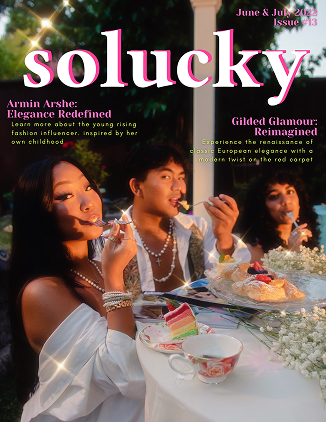 June & July 2023
Issue #13
solucky
Armin Arshe:
Elegance Redefined
Learn more about the young rising
fashion influencer. inspired by her
own childhood
Gilded Glamour:
Reimagined
Experience the renaissance of
classic European elegance with a
modern twist on the red carpet